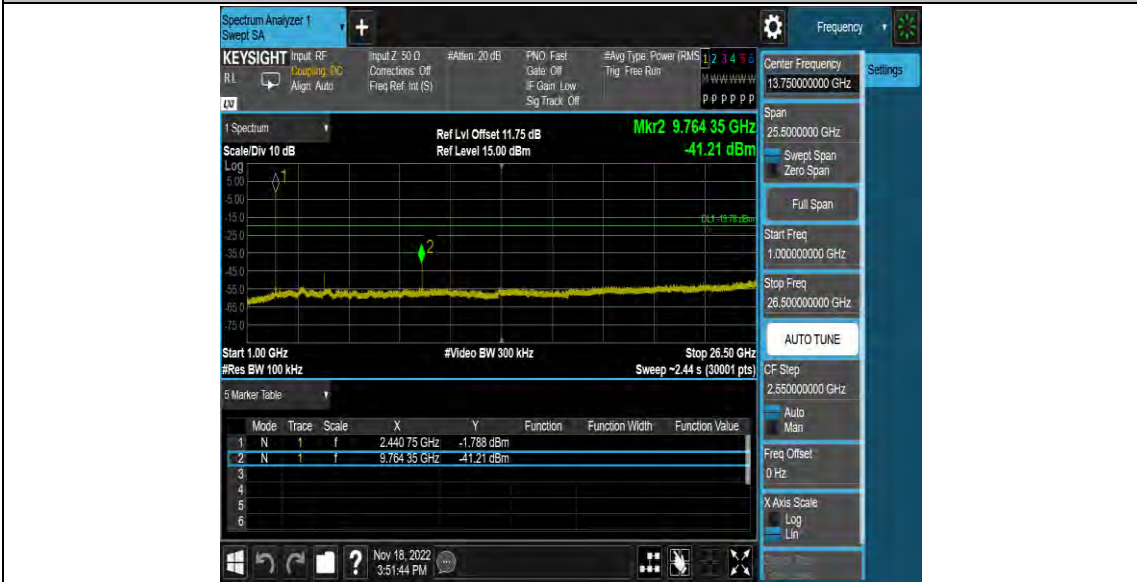 Spectrum Analyzer 1
Swept SA
+
Frequency
KEYSIGHT
RL
LXI
Input: RF
Coupling: DC
Align: Auto
Input Z: 50 Ω
Corrections: Off
Freq Ref: Int (S)
#Atten: 20 dB
PNO: Fast
Gate: Off
IF Gain: Low
Sig Track: Off
#Avg Type: Power (RMS
Trig: Free Run
1 2 3 4 5 6
M W W W W W
P P P P P P
Center Frequency
13.750000000 GHz
Settings
Span
25.5000000 GHz
Swept Span
Zero Span
Full Span
Start Freq
1.000000000 GHz
Stop Freq
26.500000000 GHz
AUTO TUNE
CF Step
2.550000000 GHz
Auto
Man
Freq Offset
0 Hz
X Axis Scale
Log
Lin
1 Spectrum
Scale/Div 10 dB
Ref Lvl Offset 11.75 dB
Ref Level 15.00 dBm
Mkr2 9.764 35 GHz
-41.21 dBm
Log
5.00
-5.00
-15.0
-25.0
-35.0
-45.0
-55.0
-65.0
-75.0
1
2
Start 1.00 GHz
#Video BW 300 kHz
Stop 26.50 GHz
#Res BW 100 kHz
Sweep ~2.44 s (30001 pts)
5 Marker Table
Mode Trace Scale X Y Function Function Width Function Value
1 N 1 f 2.440 75 GHz -1.788 dBm
2 N 1 f 9.764 35 GHz -41.21 dBm
3
4
5
6
?
Nov 18, 2022
3:51:44 PM